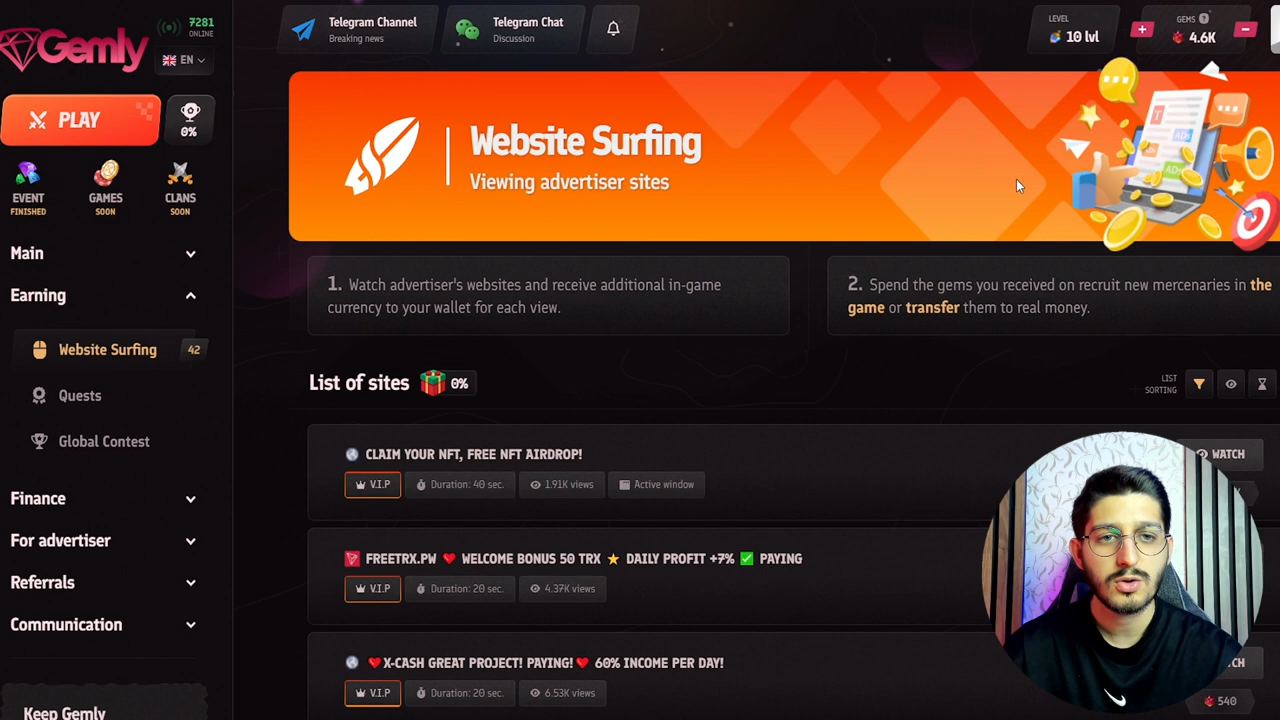 Gemly
7281
ONLINE
EN
Telegram Channel
Breaking news
Telegram Chat
Discussion
LEVEL
10 lvl
+
GEMS ?
4.6K
-
PLAY
0%
EVENT
FINISHED
GAMES
SOON
CLANS
SOON
Main
Earning
Website Surfing 42
Quests
Global Contest
Finance
For advertiser
Referrals
Communication
Keep Gemly
Website Surfing
Viewing advertiser sites
1. Watch advertiser's websites and receive additional in-game
currency to your wallet for each view.
2. Spend the gems you received on recruit new mercenaries in the
game or transfer them to real money.
List of sites 0%
LIST
SORTING
CLAIM YOUR NFT, FREE NFT AIRDROP!
V.I.P Duration: 40 sec. 1.91K views Active window
WATCH
FREETRX.PW ❤ WELCOME BONUS 50 TRX ⭐ DAILY PROFIT +7% ✅ PAYING
V.I.P Duration: 20 sec. 4.37K views
❤X-CASH GREAT PROJECT! PAYING!❤ 60% INCOME PER DAY!
V.I.P Duration: 20 sec. 6.53K views
540